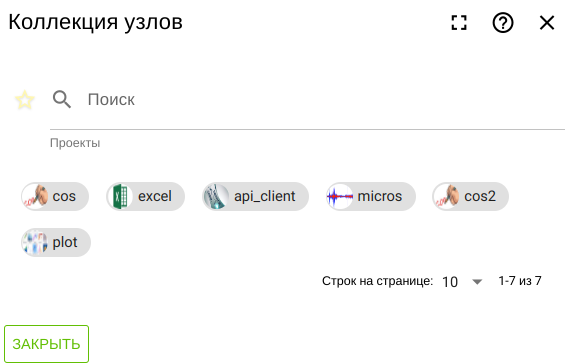 Коллекция узлов
Поиск
Проекты
cos excel api_client micros cos2
plot
Строк на странице: 10 1-7 из 7
ЗАКРЫТЬ